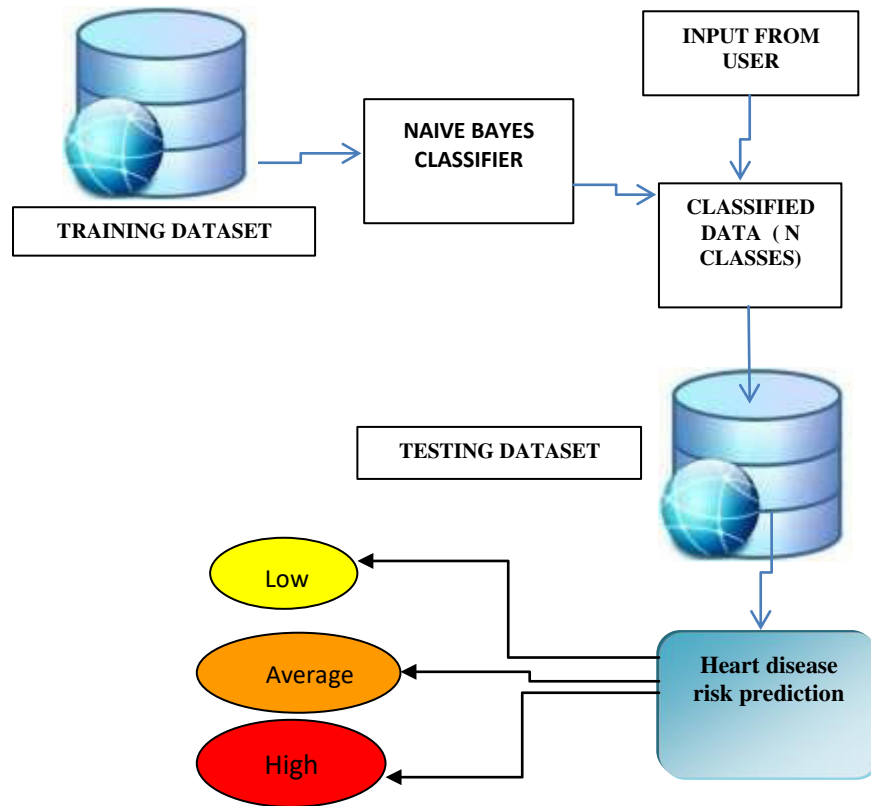 INPUT FROM
USER
NAIVE BAYES
CLASSIFIER
TRAINING DATASET
CLASSIFIED
DATA ( N
CLASSES)
TESTING DATASET
Low
Average
High
Heart disease
risk prediction